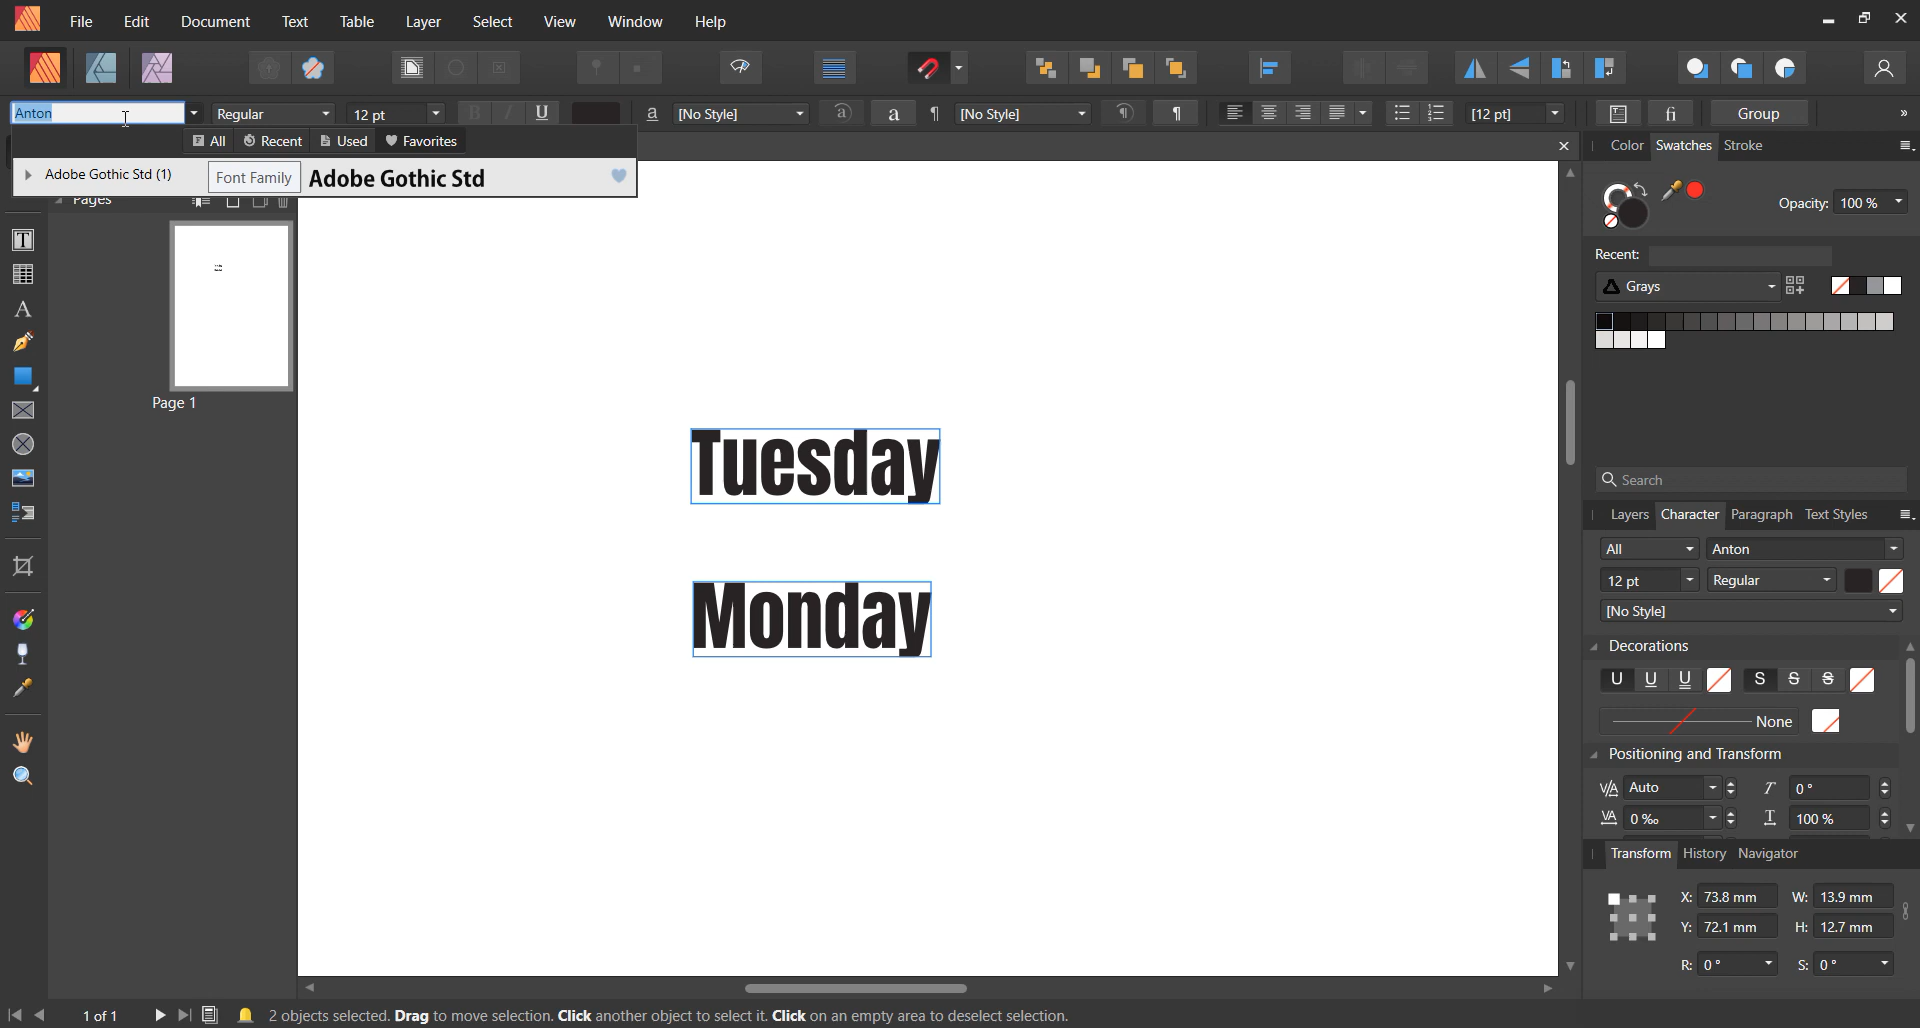 File Edit Document Text Table Layer Select View Window Help
Anton Regular 12 pt B I U a [No Style] a a ¶ [No Style] ¶ ¶ [12 pt] fi Group »
All Recent Used Favorites
Adobe Gothic Std (1) Font Family Adobe Gothic Std
Pages
Page 1
Tuesday
Monday
Color Swatches Stroke
Opacity: 100 %
Recent:
Grays
Search
Layers Character Paragraph Text Styles
All Anton
12 pt Regular
[No Style]
Decorations
U U U S S S
None
Positioning and Transform
V/A Auto T 0 °
VA 0 ‰ T 100 %
Transform History Navigator
X: 73.8 mm W: 13.9 mm
Y: 72.1 mm H: 12.7 mm
R: 0 ° S: 0 °
1 of 1 2 objects selected. Drag to move selection. Click another object to select it. Click on an empty area to deselect selection.